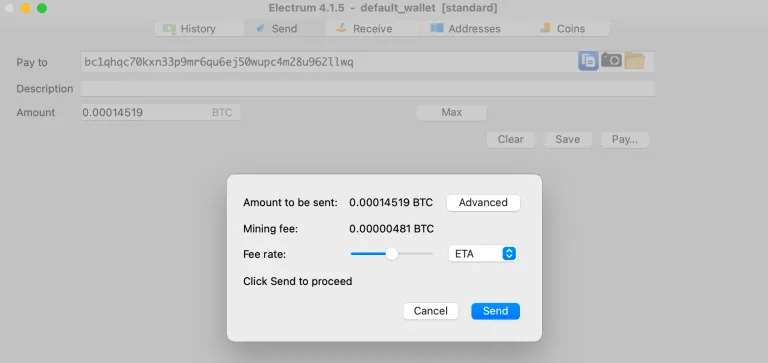 Electrum 4.1.5 - default_wallet [standard]
History Send Receive Addresses Coins
Pay to bc1qhqc70kxn33p9mr6qu6ej50wupc4m28u962llwq
Description
Amount 0.00014519 BTC Max
Clear Save Pay...
Amount to be sent: 0.00014519 BTC Advanced
Mining fee: 0.00000481 BTC
Fee rate: ETA
Click Send to proceed
Cancel Send